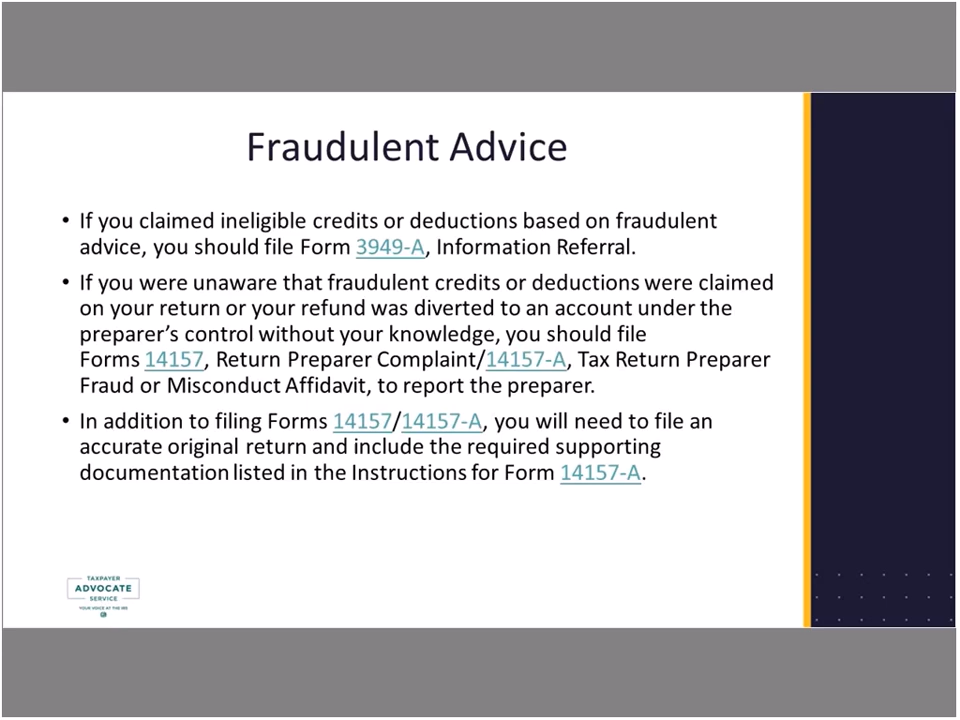 Fraudulent Advice
• If you claimed ineligible credits or deductions based on fraudulent
advice, you should file Form 3949-A, Information Referral.
• If you were unaware that fraudulent credits or deductions were claimed
on your return or your refund was diverted to an account under the
preparer's control without your knowledge, you should file
Forms 14157, Return Preparer Complaint/14157-A, Tax Return Preparer
Fraud or Misconduct Affidavit, to report the preparer.
• In addition to filing Forms 14157/14157-A, you will need to file an
accurate original return and include the required supporting
documentation listed in the Instructions for Form 14157-A.
TAXPAYER
ADVOCATE
SERVICE
YOUR VOICE AT THE IRS